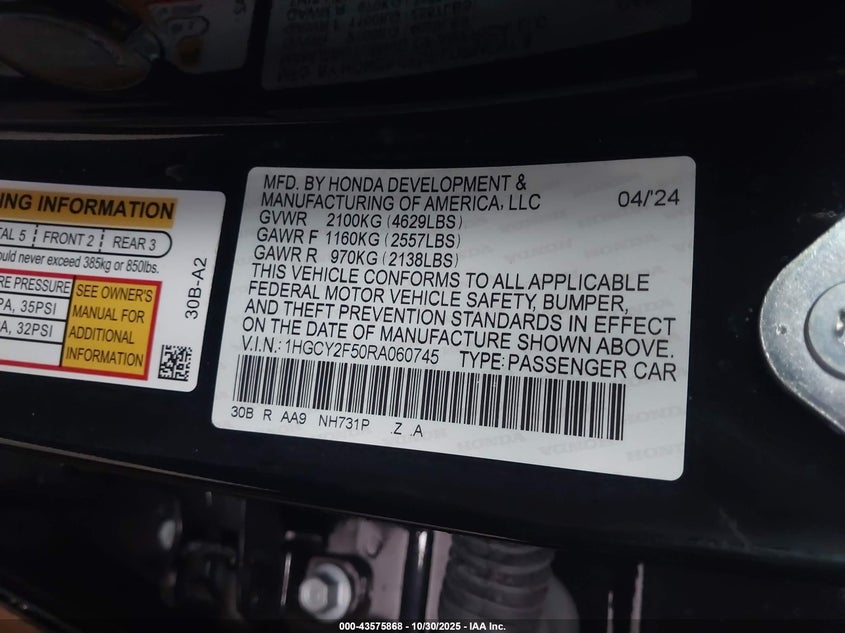 MFD. BY HONDA DEVELOPMENT &
MANUFACTURING OF AMERICA, LLC 04/'24
GVWR 2100KG (4629LBS)
GAWR F 1160KG (2557LBS)
GAWR R 970KG (2138LBS)
THIS VEHICLE CONFORMS TO ALL APPLICABLE
FEDERAL MOTOR VEHICLE SAFETY, BUMPER,
AND THEFT PREVENTION STANDARDS IN EFFECT
ON THE DATE OF MANUFACTURE SHOWN ABOVE.
V.I.N.: 1HGCY2F50RA060745 TYPE: PASSENGER CAR
30B R AA9 NH731P .Z .A
INFORMATION
5 FRONT 2 REAR 3
never exceed 385kg or 850lbs.
PRESSURE
35PSI
32PSI
SEE OWNER'S
MANUAL FOR
ADDITIONAL
INFORMATION
30B-A2
000-43575868 - 10/30/2025 - IAA Inc.